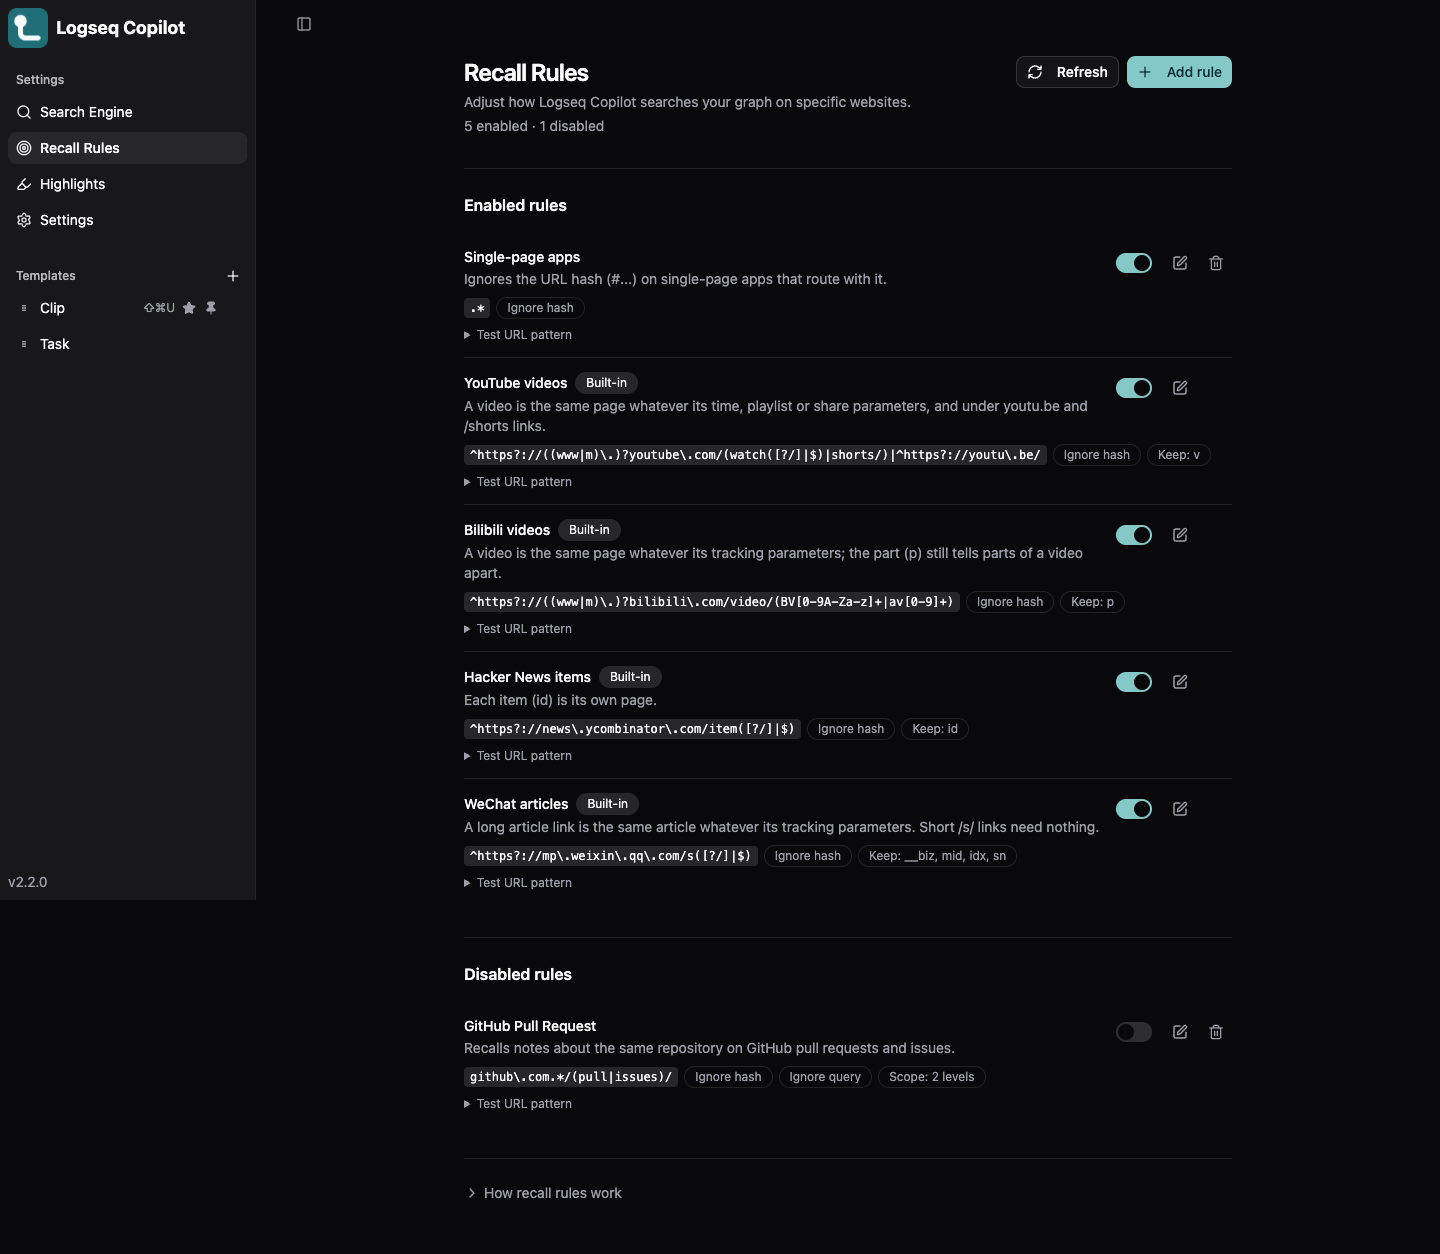 Logseq Copilot
Settings
Search Engine
Recall Rules
Highlights
Settings
Templates
Clip ⇧⌘U
Task
v2.2.0
Recall Rules
Refresh
Add rule
Adjust how Logseq Copilot searches your graph on specific websites.
5 enabled · 1 disabled
Enabled rules
Single-page apps
Ignores the URL hash (#...) on single-page apps that route with it.
.* Ignore hash
Test URL pattern
YouTube videos Built-in
A video is the same page whatever its time, playlist or share parameters, and under youtu.be and
/shorts links.
^https?://((www|m)\.)?youtube\.com/(watch([?/]|$)|shorts/)|^https?://youtu\.be/ Ignore hash Keep: v
Test URL pattern
Bilibili videos Built-in
A video is the same page whatever its tracking parameters; the part (p) still tells parts of a video
apart.
^https?://((www|m)\.)?bilibili\.com/video/(BV[0-9A-Za-z]+|av[0-9]+) Ignore hash Keep: p
Test URL pattern
Hacker News items Built-in
Each item (id) is its own page.
^https?://news\.ycombinator\.com/item([?/]|$) Ignore hash Keep: id
Test URL pattern
WeChat articles Built-in
A long article link is the same article whatever its tracking parameters. Short /s/ links need nothing.
^https?://mp\.weixin\.qq\.com/s([?/]|$) Ignore hash Keep: __biz, mid, idx, sn
Test URL pattern
Disabled rules
GitHub Pull Request
Recalls notes about the same repository on GitHub pull requests and issues.
github\.com.*/(pull|issues)/ Ignore hash Ignore query Scope: 2 levels
Test URL pattern
How recall rules work